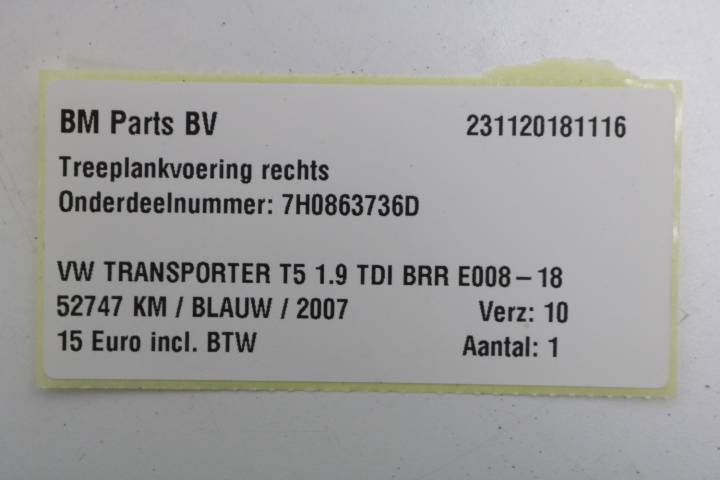 BM Parts BV 231120181116
Treeplankvoering rechts
Onderdeelnummer: 7H0863736D
VW TRANSPORTER T5 1.9 TDI BRR E008-18
52747 KM / BLAUW / 2007 Verz: 10
15 Euro incl. BTW Aantal: 1